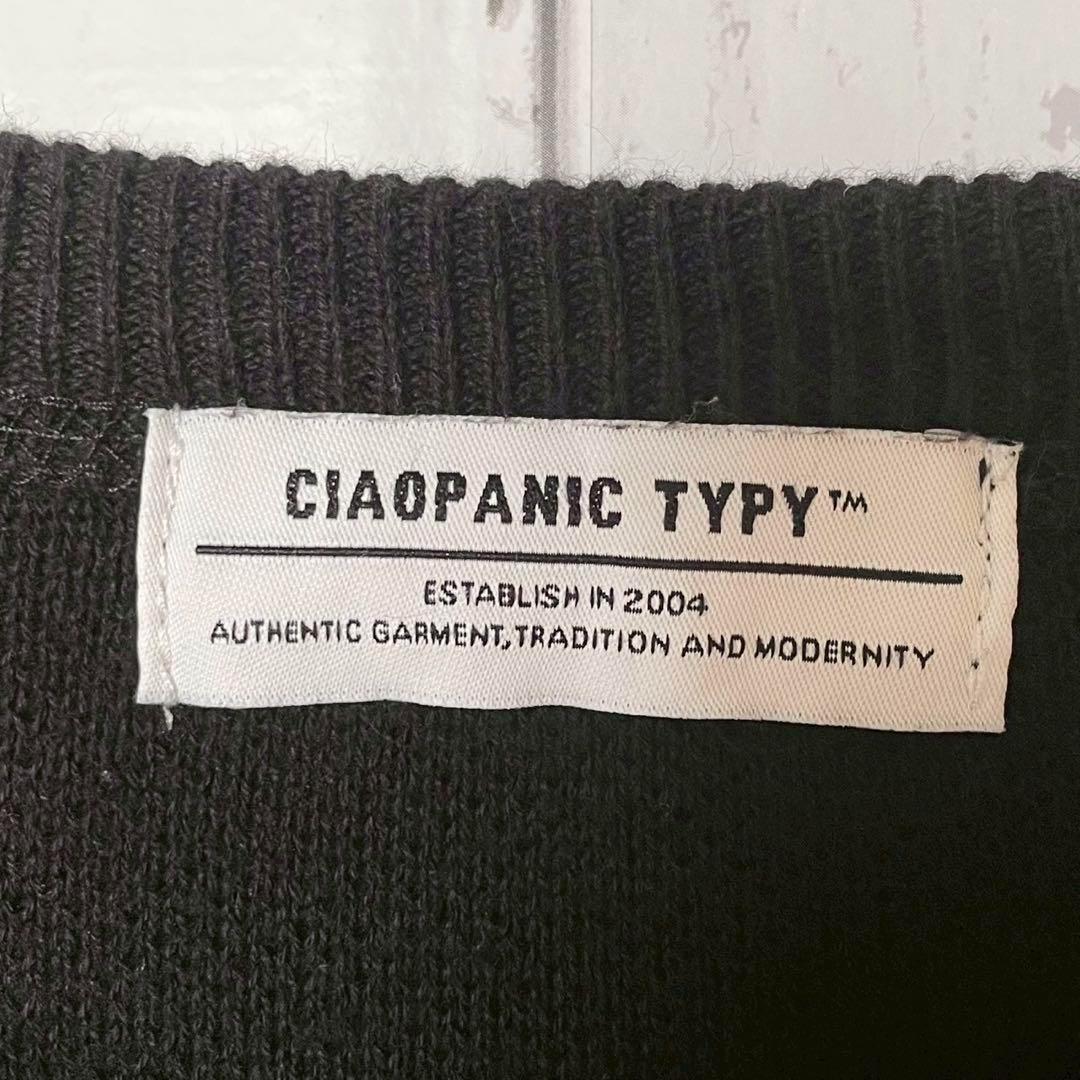 CIAOPANIC TYPY™
ESTABLISH IN 2004
AUTHENTIC GARMENT, TRADITION AND MODERNITY